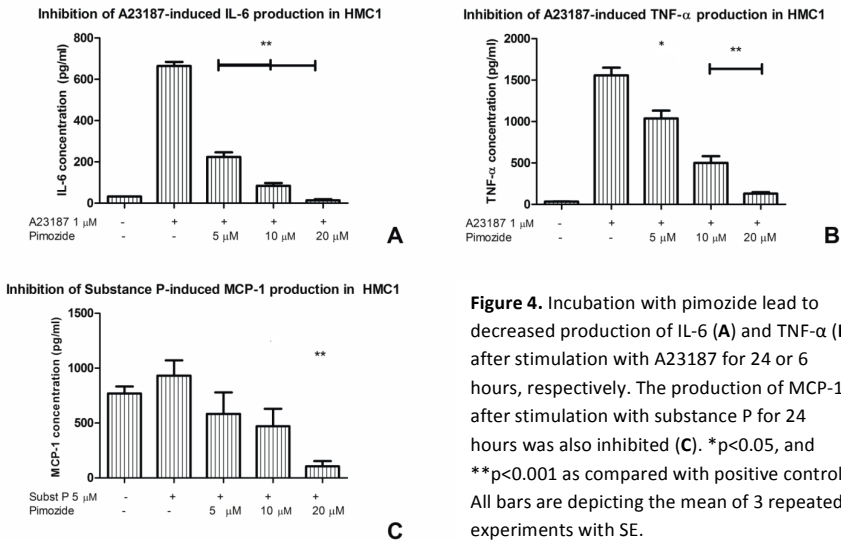 Inhibition of A23187-induced IL-6 production in HMC1
IL-6 concentration (pg/ml)
800
600
400
200
0
**
A23187 1 μM - + + + +
Pimozide - - 5 μM 10 μM 20 μM
A
Inhibition of A23187-induced TNF-α production in HMC1
TNF-α concentration (pg/ml)
2000
1500
1000
500
0
* **
A23187 1 μM - + + + +
Pimozide - - 5 μM 10 μM 20 μM
B
Inhibition of Substance P-induced MCP-1 production in HMC1
MCP-1 concentration (pg/ml)
1500
1000
500
0
**
Subst P 5 μM - + + + +
Pimozide - - 5 μM 10 μM 20 μM
C
Figure 4. Incubation with pimozide lead to
decreased production of IL-6 (A) and TNF-α (
after stimulation with A23187 for 24 or 6
hours, respectively. The production of MCP-1
after stimulation with substance P for 24
hours was also inhibited (C). *p<0.05, and
**p<0.001 as compared with positive control
All bars are depicting the mean of 3 repeated
experiments with SE.